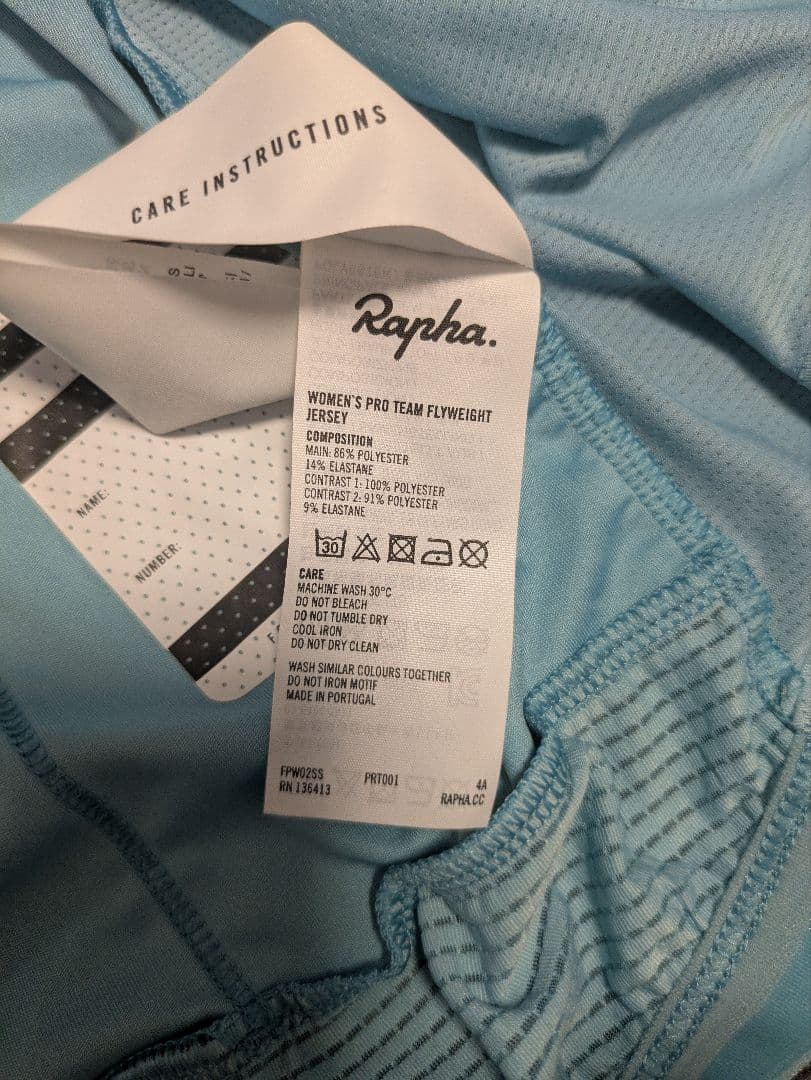 CARE INSTRUCTIONS
Rapha.
WOMEN'S PRO TEAM FLYWEIGHT
JERSEY
COMPOSITION
MAIN: 86% POLYESTER
14% ELASTANE
CONTRAST 1: 100% POLYESTER
CONTRAST 2: 91% POLYESTER
9% ELASTANE
30
CARE
MACHINE WASH 30°C
DO NOT BLEACH
DO NOT TUMBLE DRY
COOL IRON
DO NOT DRY CLEAN
WASH SIMILAR COLOURS TOGETHER
DO NOT IRON MOTIF
MADE IN PORTUGAL
FPW02SS PRT001 4A
RN 136413 RAPHA.CC
NAME:
NUMBER: